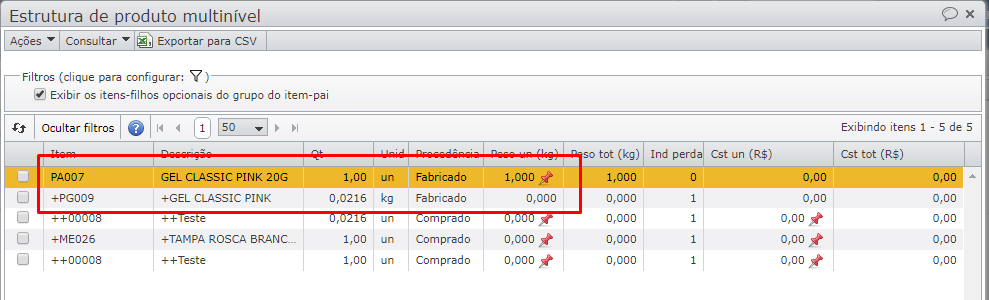 Estrutura de produto multinível
Ações Consultar Exportar para CSV
Filtros (clique para configurar: )
Exibir os itens-filhos opcionais do grupo do item-pai
Ocultar filtros ? 1 50 Exibindo itens 1 - 5 de 5
Item Descrição Qt Unid Procedência Peso un (kg) Peso tot (kg) Ind perda Cst un (R$) Cst tot (R$)
PA007 GEL CLASSIC PINK 20G 1,00 un Fabricado 1,000 1,000 0 0,00 0,00
+PG009 +GEL CLASSIC PINK 0,0216 kg Fabricado 0,000 0,000 1 0,00 0,00
++00008 ++Teste 0,0216 un Comprado 0,000 0,000 1 0,00 0,00
+ME026 +TAMPA ROSCA BRANC... 1,00 un Comprado 0,000 0,000 1 0,00 0,00
++00008 ++Teste 1,00 un Comprado 0,000 0,000 1 0,00 0,00